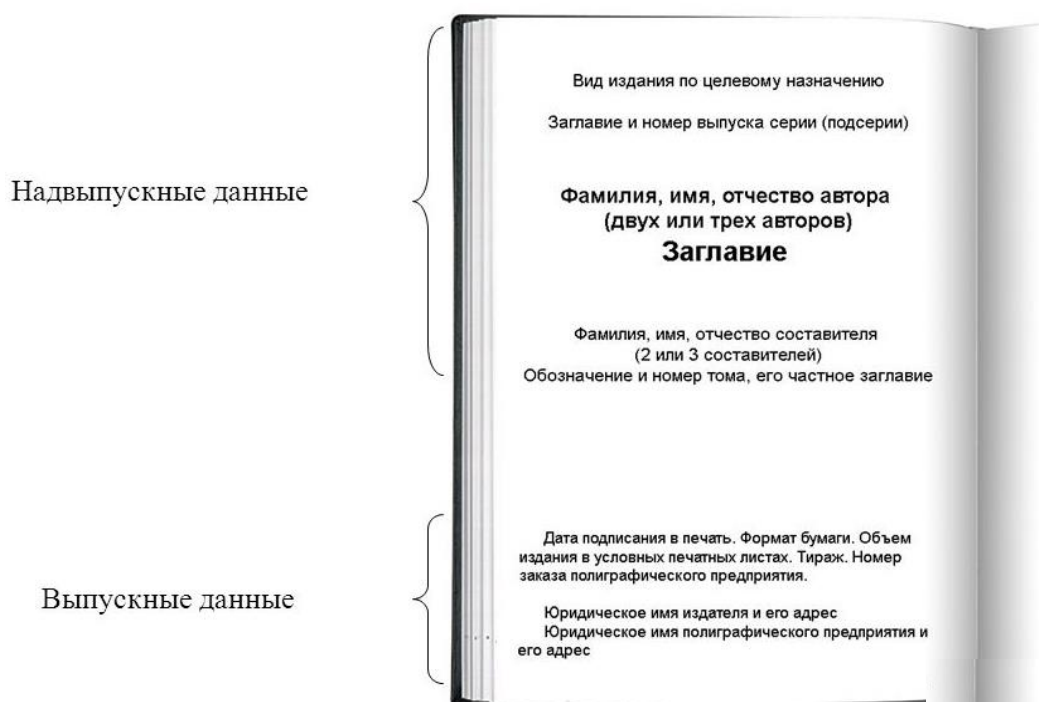 Вид издания по целевому назначению
Заглавие и номер выпуска серии (подсерии)
Надвыпускные данные
Фамилия, имя, отчество автора
(двух или трех авторов)
Заглавие
Фамилия, имя, отчество составителя
(2 или 3 составителей)
Обозначение и номер тома, его частное заглавие
Дата подписания в печать. Формат бумаги. Объем
издания в условных печатных листах. Тираж. Номер
заказа полиграфического предприятия.
Выпускные данные
Юридическое имя издателя и его адрес
Юридическое имя полиграфического предприятия и
его адрес